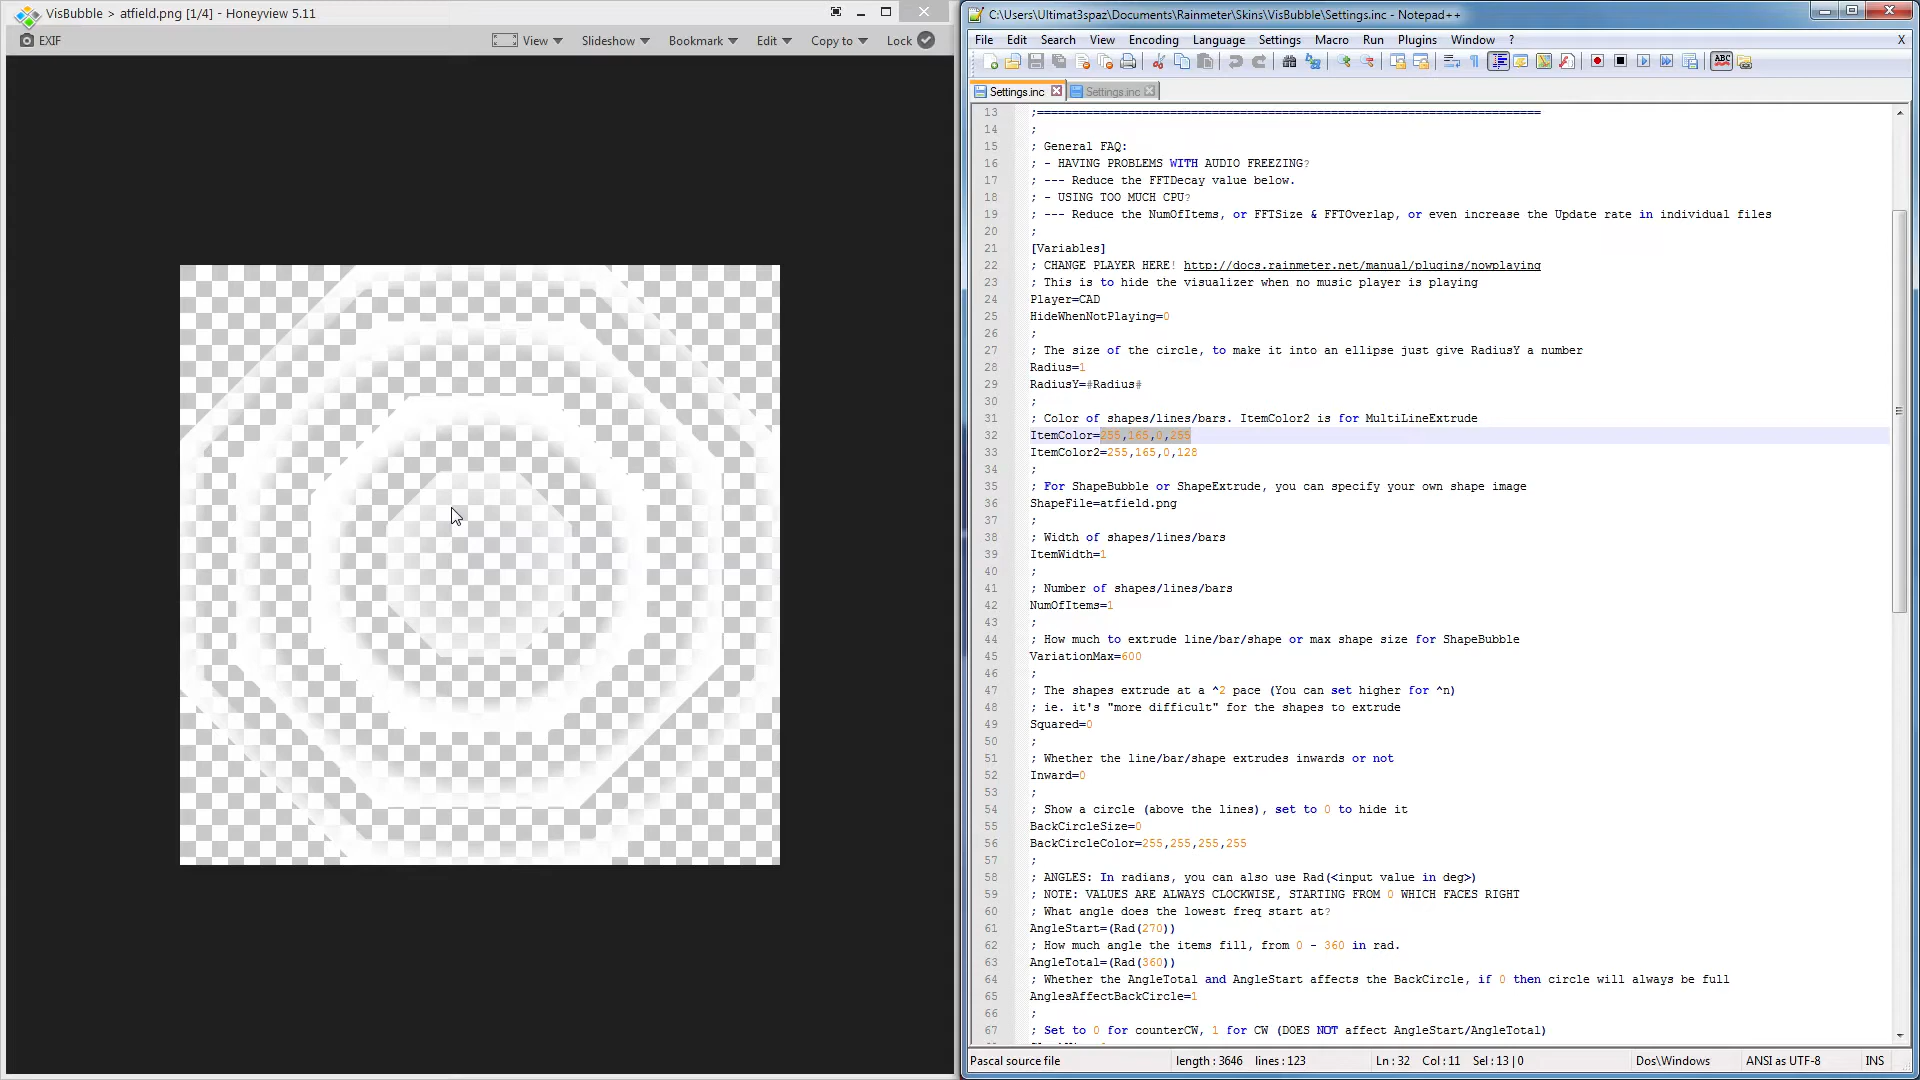 VisBubble > atfield.png [1/4] - Honeyview 5.11
EXIF
View
Slideshow
Bookmark
Edit
Copy to
Lock
C:\Users\Ultimat3spaz\Documents\Rainmeter\Skins\VisBubble\Settings.inc - Notepad++
File Edit Search View Encoding Language Settings Macro Run Plugins Window ? X
ABC
Settings.inc
Settings.inc
13 ;========================================================================
14 ;
15 ; General FAQ:
16 ; - HAVING PROBLEMS WITH AUDIO FREEZING?
17 ; --- Reduce the FFTDecay value below.
18 ; - USING TOO MUCH CPU?
19 ; --- Reduce the NumOfItems, or FFTSize & FFTOverlap, or even increase the Update rate in individual files
20 ;
21 [Variables]
22 ; CHANGE PLAYER HERE! http://docs.rainmeter.net/manual/plugins/nowplaying
23 ; This is to hide the visualizer when no music player is playing
24 Player=CAD
25 HideWhenNotPlaying=0
26 ;
27 ; The size of the circle, to make it into an ellipse just give RadiusY a number
28 Radius=1
29 RadiusY=#Radius#
30 ;
31 ; Color of shapes/lines/bars. ItemColor2 is for MultiLineExtrude
32 ItemColor=255,165,0,255
33 ItemColor2=255,165,0,128
34 ;
35 ; For ShapeBubble or ShapeExtrude, you can specify your own shape image
36 ShapeFile=atfield.png
37 ;
38 ; Width of shapes/lines/bars
39 ItemWidth=1
40 ;
41 ; Number of shapes/lines/bars
42 NumOfItems=1
43 ;
44 ; How much to extrude line/bar/shape or max shape size for ShapeBubble
45 VariationMax=600
46 ;
47 ; The shapes extrude at a ^2 pace (You can set higher for ^n)
48 ; ie. it's "more difficult" for the shapes to extrude
49 Squared=0
50 ;
51 ; Whether the line/bar/shape extrudes inwards or not
52 Inward=0
53 ;
54 ; Show a circle (above the lines), set to 0 to hide it
55 BackCircleSize=0
56 BackCircleColor=255,255,255,255
57 ;
58 ; ANGLES: In radians, you can also use Rad(<input value in deg>)
59 ; NOTE: VALUES ARE ALWAYS CLOCKWISE, STARTING FROM 0 WHICH FACES RIGHT
60 ; What angle does the lowest freq start at?
61 AngleStart=(Rad(270))
62 ; How much angle the items fill, from 0 - 360 in rad.
63 AngleTotal=(Rad(360))
64 ; Whether the AngleTotal and AngleStart affects the BackCircle, if 0 then circle will always be full
65 AnglesAffectBackCircle=1
66 ;
67 ; Set to 0 for counterCW, 1 for CW (DOES NOT affect AngleStart/AngleTotal)
Pascal source file
length : 3646 lines : 123
Ln : 32 Col : 11 Sel : 13 | 0
Dos\Windows
ANSI as UTF-8
INS